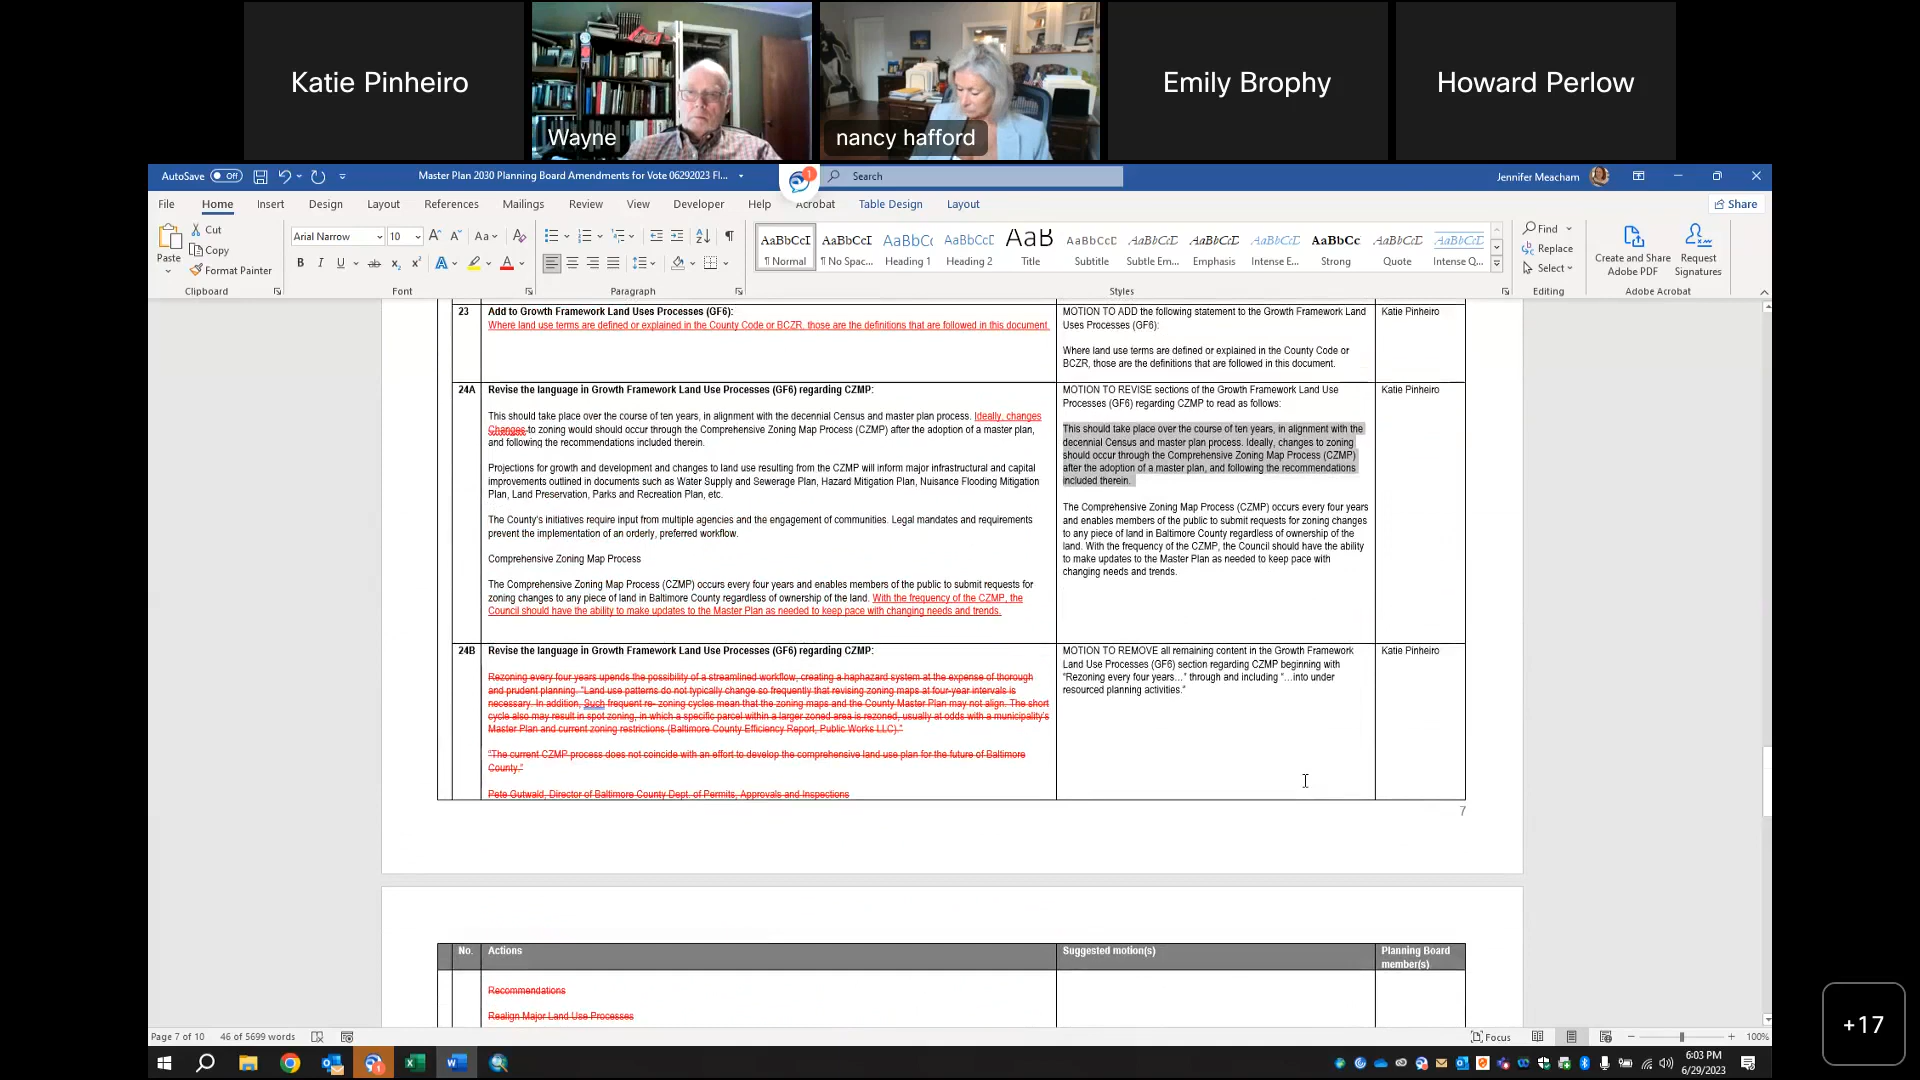 Katie Pinheiro
Wayne
nancy hafford
Emily Brophy
Howard Perlow
AutoSave Off
Master Plan 2030 Planning Board Amendments for Vote 06292023 Fl...
1
Search
Jennifer Meacham
File Home Insert Design Layout References Mailings Review View Developer Help Acrobat Table Design Layout
Share
Paste
Cut
Copy
Format Painter
Clipboard
Arial Narrow 10
Font
Paragraph
AaBbCcI AaBbCcI AaBbCc AaBbCcD AaB AaBbCcD AaBbCcD AaBbCcD AaBbCcD AaBbCc AaBbCcD AaBbCcD
¶ Normal ¶ No Spac... Heading 1 Heading 2 Title Subtitle Subtle Em... Emphasis Intense E... Strong Quote Intense Q...
Styles
Find
Replace
Select
Editing
Create and Share
Adobe PDF
Request
Signatures
Adobe Acrobat
23
Add to Growth Framework Land Uses Processes (GF6):
Where land use terms are defined or explained in the County Code or BCZR, those are the definitions that are followed in this document.
MOTION TO ADD the following statement to the Growth Framework Land
Uses Processes (GF6):
Where land use terms are defined or explained in the County Code or
BCZR, those are the definitions that are followed in this document.
Katie Pinheiro
24A
Revise the language in Growth Framework Land Use Processes (GF6) regarding CZMP:
This should take place over the course of ten years, in alignment with the decennial Census and master plan process. Ideally, changes
Changes to zoning would should occur through the Comprehensive Zoning Map Process (CZMP) after the adoption of a master plan,
and following the recommendations included therein.
Projections for growth and development and changes to land use resulting from the CZMP will inform major infrastructural and capital
improvements outlined in documents such as Water Supply and Sewerage Plan, Hazard Mitigation Plan, Nuisance Flooding Mitigation
Plan, Land Preservation, Parks and Recreation Plan, etc.
The County's initiatives require input from multiple agencies and the engagement of communities. Legal mandates and requirements
prevent the implementation of an orderly, preferred workflow.
Comprehensive Zoning Map Process
The Comprehensive Zoning Map Process (CZMP) occurs every four years and enables members of the public to submit requests for
zoning changes to any piece of land in Baltimore County regardless of ownership of the land. With the frequency of the CZMP, the
Council should have the ability to make updates to the Master Plan as needed to keep pace with changing needs and trends.
MOTION TO REVISE sections of the Growth Framework Land Use
Processes (GF6) regarding CZMP to read as follows:
This should take place over the course of ten years, in alignment with the
decennial Census and master plan process. Ideally, changes to zoning
should occur through the Comprehensive Zoning Map Process (CZMP)
after the adoption of a master plan, and following the recommendations
included therein.
The Comprehensive Zoning Map Process (CZMP) occurs every four years
and enables members of the public to submit requests for zoning changes
to any piece of land in Baltimore County regardless of ownership of the
land. With the frequency of the CZMP, the Council should have the ability
to make updates to the Master Plan as needed to keep pace with
changing needs and trends.
Katie Pinheiro
24B
Revise the language in Growth Framework Land Use Processes (GF6) regarding CZMP:
Rezoning every four years upends the possibility of a streamlined workflow, creating a haphazard system at the expense of thorough
and prudent planning. "Land use patterns do not typically change so frequently that revising zoning maps at four-year intervals is
necessary. In addition, Such frequent re- zoning cycles mean that the zoning maps and the County Master Plan may not align. The short
cycle also may result in spot zoning, in which a specific parcel within a larger zoned area is rezoned, usually at odds with a municipality's
Master Plan and current zoning restrictions (Baltimore County Efficiency Report, Public Works LLC)."
"The current CZMP process does not coincide with an effort to develop the comprehensive land use plan for the future of Baltimore
County."
Pete Gutwald, Director of Baltimore County Dept. of Permits, Approvals and Inspections
MOTION TO REMOVE all remaining content in the Growth Framework
Land Use Processes (GF6) section regarding CZMP beginning with
"Rezoning every four years…" through and including "…into under
resourced planning activities."
Katie Pinheiro
7
No. Actions Suggested motion(s) Planning Board
member(s)
Recommendations
Realign Major Land Use Processes
Page 7 of 10 46 of 5699 words
Focus
100%
+17
6:03 PM
6/29/2023